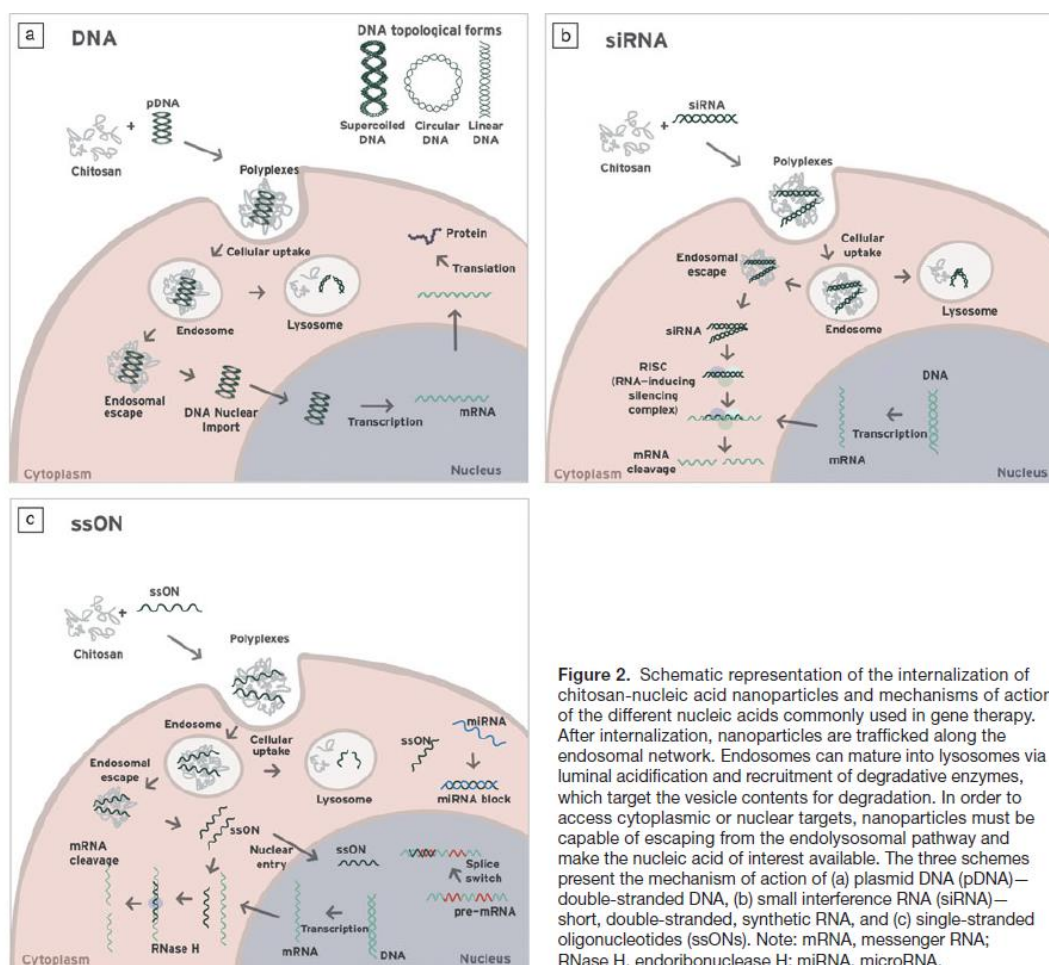 a DNA
DNA topological forms
Supercoiled DNA
Circular DNA
Linear DNA
pDNA
+
Chitosan
Polyplexes
Cellular uptake
Protein
Translation
Endosome
Lysosome
Endosomal escape
DNA Nuclear Import
Transcription
mRNA
Cytoplasm
Nucleus
b siRNA
siRNA
+
Chitosan
Polyplexes
Cellular uptake
Endosomal escape
Endosome
Lysosome
siRNA
RISC
(RNA-inducing
silencing
complex)
DNA
Transcription
mRNA
mRNA cleavage
Cytoplasm
Nucleus
c ssON
ssON
+
Chitosan
Polyplexes
Endosome
Cellular uptake
Endosomal escape
Lysosome
ssON
miRNA
miRNA block
ssON
mRNA cleavage
Nuclear entry
ssON
Splice switch
pre-mRNA
RNase H
Transcription
mRNA
DNA
Cytoplasm
Nucleus
Figure 2. Schematic representation of the internalization of
chitosan-nucleic acid nanoparticles and mechanisms of action
of the different nucleic acids commonly used in gene therapy.
After internalization, nanoparticles are trafficked along the
endosomal network. Endosomes can mature into lysosomes via
luminal acidification and recruitment of degradative enzymes,
which target the vesicle contents for degradation. In order to
access cytoplasmic or nuclear targets, nanoparticles must be
capable of escaping from the endolysosomal pathway and
make the nucleic acid of interest available. The three schemes
present the mechanism of action of (a) plasmid DNA (pDNA)—
double-stranded DNA, (b) small interference RNA (siRNA)—
short, double-stranded, synthetic RNA, and (c) single-stranded
oligonucleotides (ssONs). Note: mRNA, messenger RNA;
RNase H, endoribonuclease H; miRNA, microRNA.